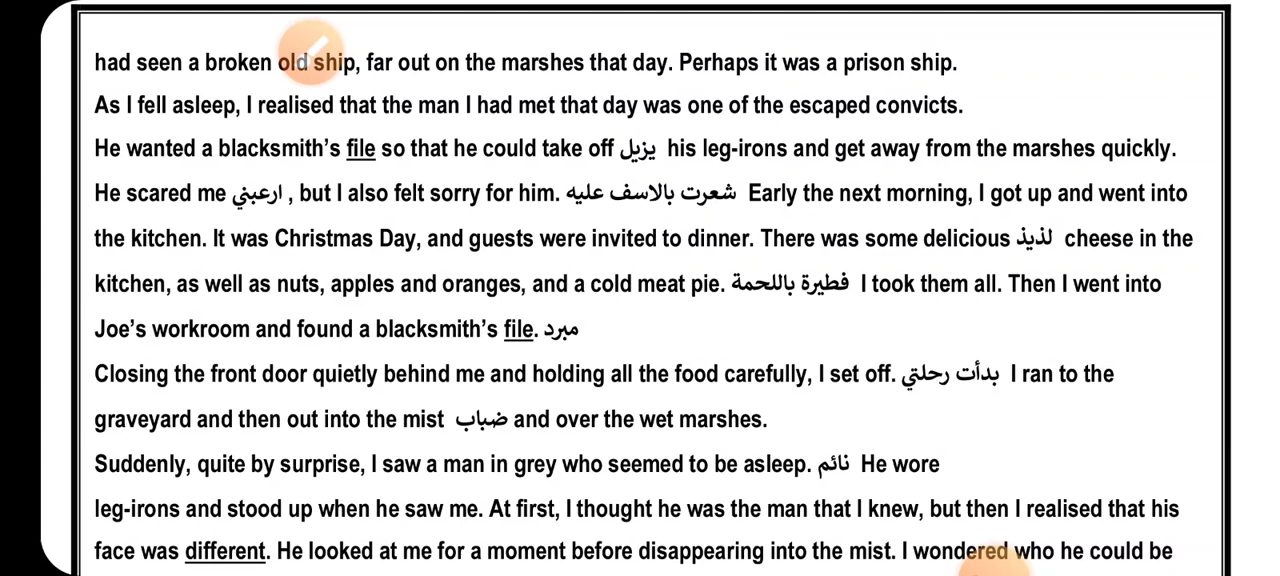 had seen a broken old ship, far out on the marshes that day. Perhaps it was a prison ship.
As I fell asleep, I realised that the man I had met that day was one of the escaped convicts.
He wanted a blacksmith’s file so that he could take off يزيل his leg-irons and get away from the marshes quickly.
He scared me ارعبني , but I also felt sorry for him. شعرت بالاسف عليه Early the next morning, I got up and went into
the kitchen. It was Christmas Day, and guests were invited to dinner. There was some delicious لذيذ cheese in the
kitchen, as well as nuts, apples and oranges, and a cold meat pie. فطيرة باللحمة I took them all. Then I went into
Joe’s workroom and found a blacksmith’s file. مبرد
Closing the front door quietly behind me and holding all the food carefully, I set off. بدأت رحلتي I ran to the
graveyard and then out into the mist ضباب and over the wet marshes.
Suddenly, quite by surprise, I saw a man in grey who seemed to be asleep. نائم He wore
leg-irons and stood up when he saw me. At first, I thought he was the man that I knew, but then I realised that his
face was different. He looked at me for a moment before disappearing into the mist. I wondered who he could be